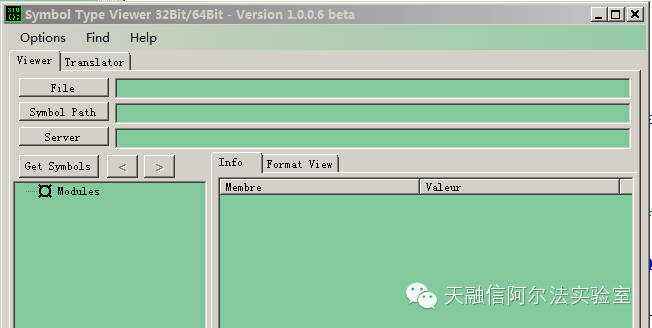 Symbol Type Viewer 32Bit/64Bit - Version 1.0.0.6 beta
Options Find Help
Viewer Translator
File
Symbol Path
Server
Get Symbols < >
Info Format View
Modules
Membre Valeur
天融信阿尔法实验室